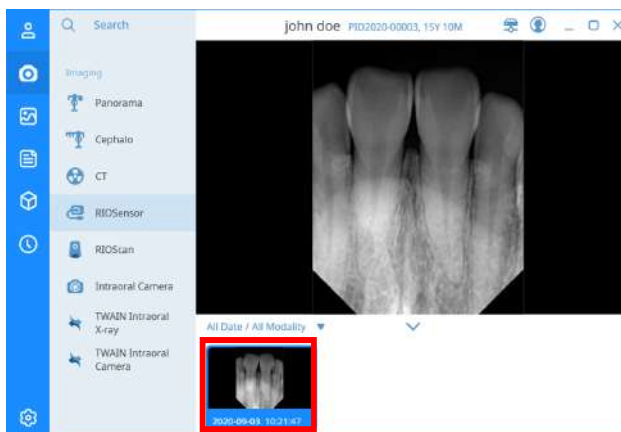 Search
john doe PID2020-00003, 15Y 10M
Imaging
Panorama
Cephalo
CT
RIOSensor
RIOScan
Intraoral Camera
TWAIN Intraoral
X-ray
TWAIN Intraoral
Camera
All Date / All Modality
2020-09-03 10:21:47